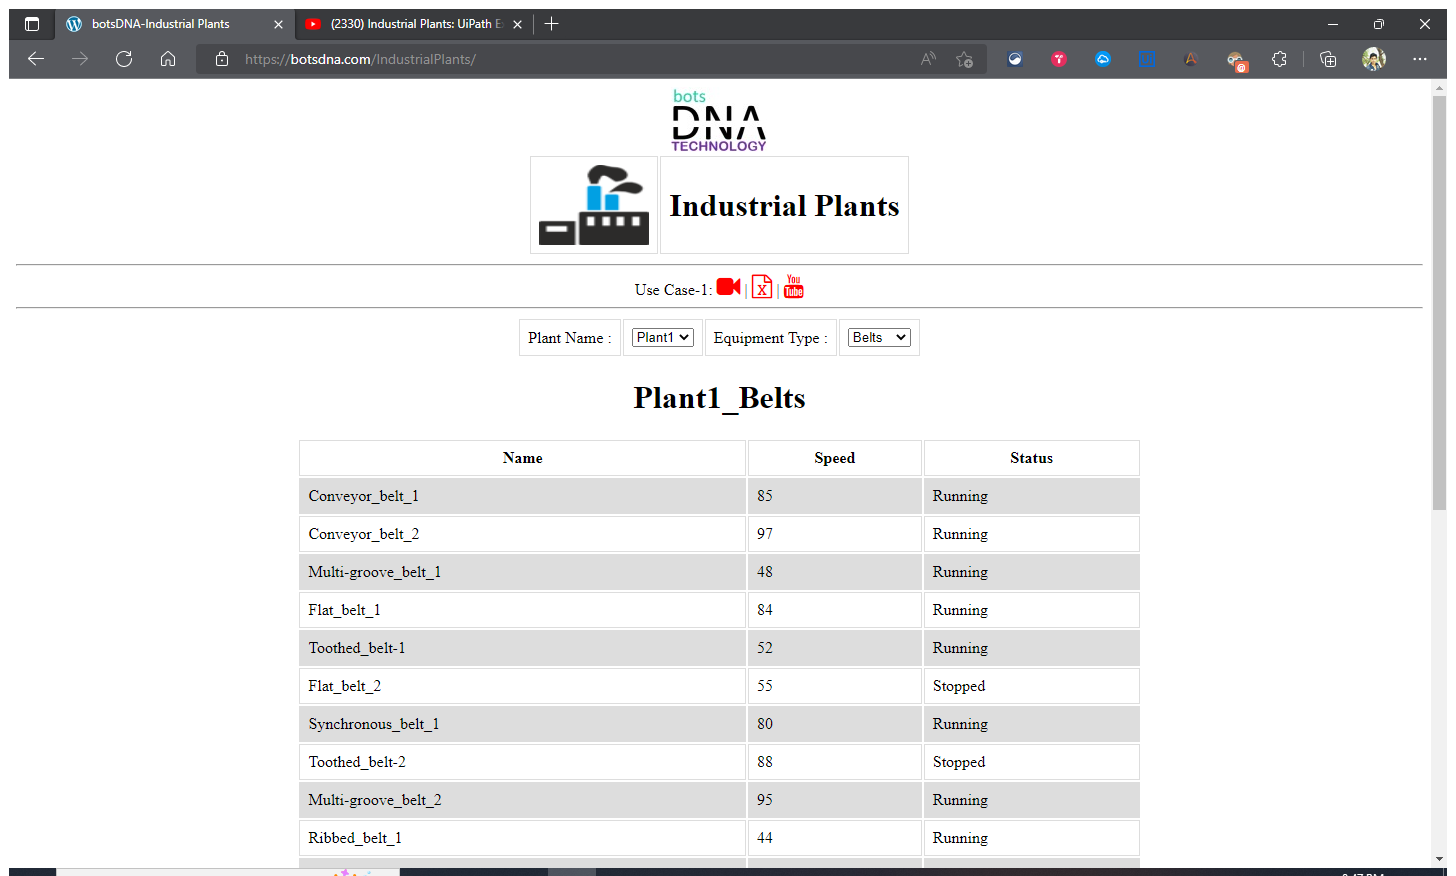 botsDNA-Industrial Plants
(2330) Industrial Plants: UiPath E
https://botsdna.com/IndustrialPlants/
bots
DNA
TECHNOLOGY
Industrial Plants
Use Case-1: | X | You Tube
Plant Name : Plant1 Equipment Type : Belts
Plant1_Belts
Name Speed Status
Conveyor_belt_1 85 Running
Conveyor_belt_2 97 Running
Multi-groove_belt_1 48 Running
Flat_belt_1 84 Running
Toothed_belt-1 52 Running
Flat_belt_2 55 Stopped
Synchronous_belt_1 80 Running
Toothed_belt-2 88 Stopped
Multi-groove_belt_2 95 Running
Ribbed_belt_1 44 Running